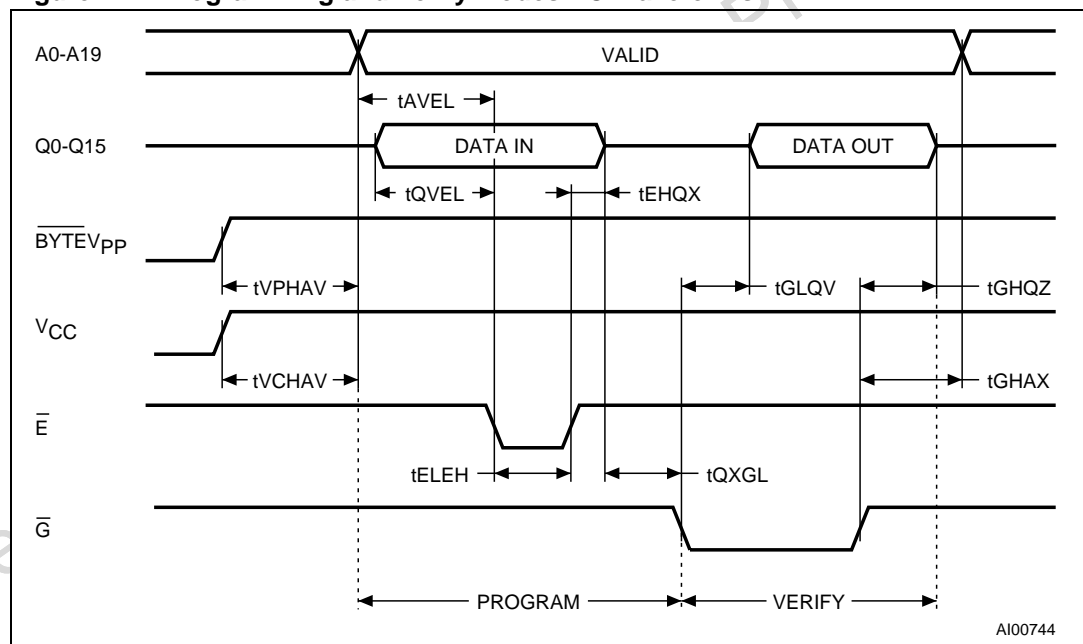 A0-A19
VALID
tAVEL
Q0-Q15
DATA IN
DATA OUT
tQVEL
tEHQX
BYTEVPP
tVPHAV
tGLQV
tGHQZ
VCC
tVCHAV
tGHAX
E
tELEH
tQXGL
G
PROGRAM
VERIFY
AI00744